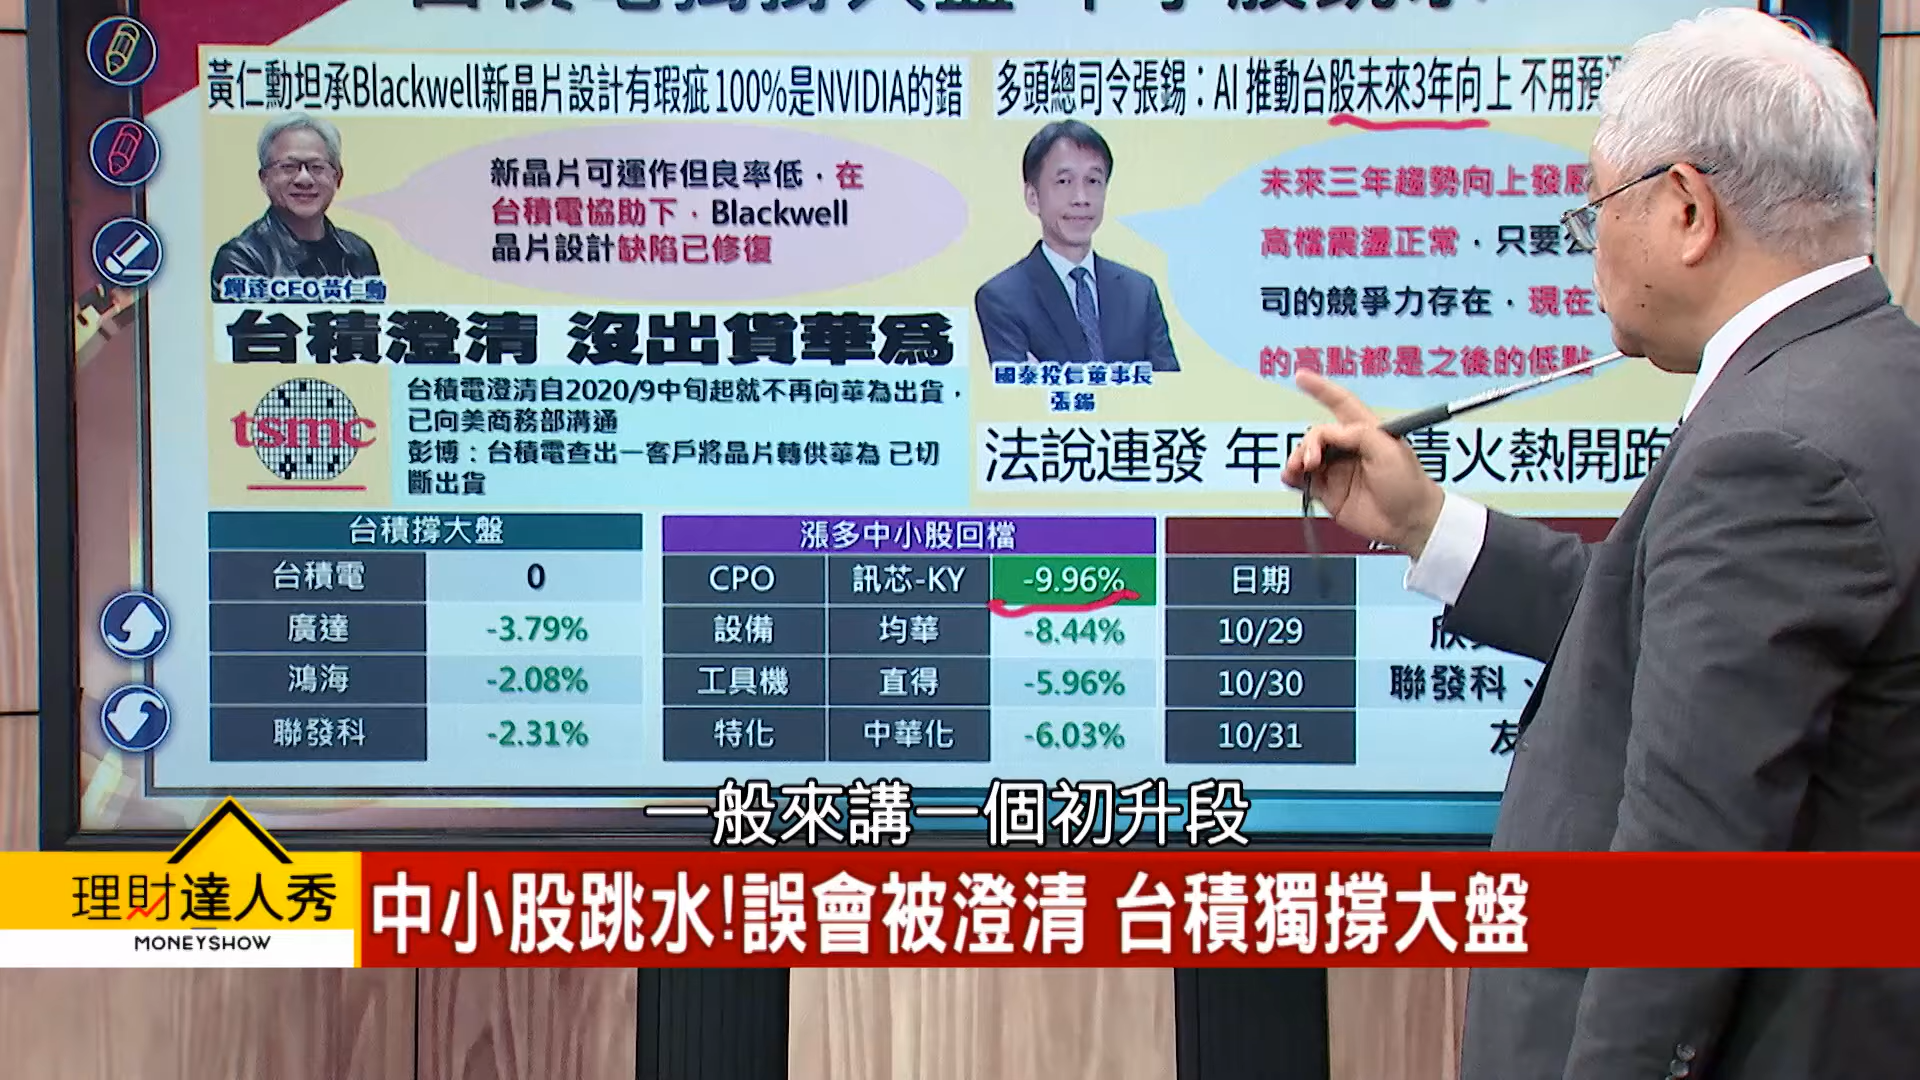 黃仁勳坦承Blackwell新晶片設計有瑕疵 100%是NVIDIA的錯
新晶片可運作但良率低，在
台積電協助下，Blackwell
晶片設計缺陷已修復
輝達CEO黃仁勳
台積澄清 沒出貨華為
tsmc
台積電澄清自2020/9中旬起就不再向華為出貨，
已向美商務部溝通
彭博：台積電查出一客戶將晶片轉供華為 已切
斷出貨
多頭總司令張錫：AI 推動台股未來3年向上 不用預
未來三年趨勢向上發展
高檔震盪正常，只要公
司的競爭力存在，現在
的高點都是之後的低點
國泰投信董事長
張錫
法說連發 年
情火熱開跑
台積撐大盤
台積電 0
廣達 -3.79%
鴻海 -2.08%
聯發科 -2.31%
漲多中小股回檔
CPO 訊芯-KY -9.96%
設備 均華 -8.44%
工具機 直得 -5.96%
特化 中華化 -6.03%
日期
10/29 欣
10/30 聯發科、
10/31 友
一般來講一個初升段
理財達人秀
MONEYSHOW
中小股跳水!誤會被澄清 台積獨撐大盤